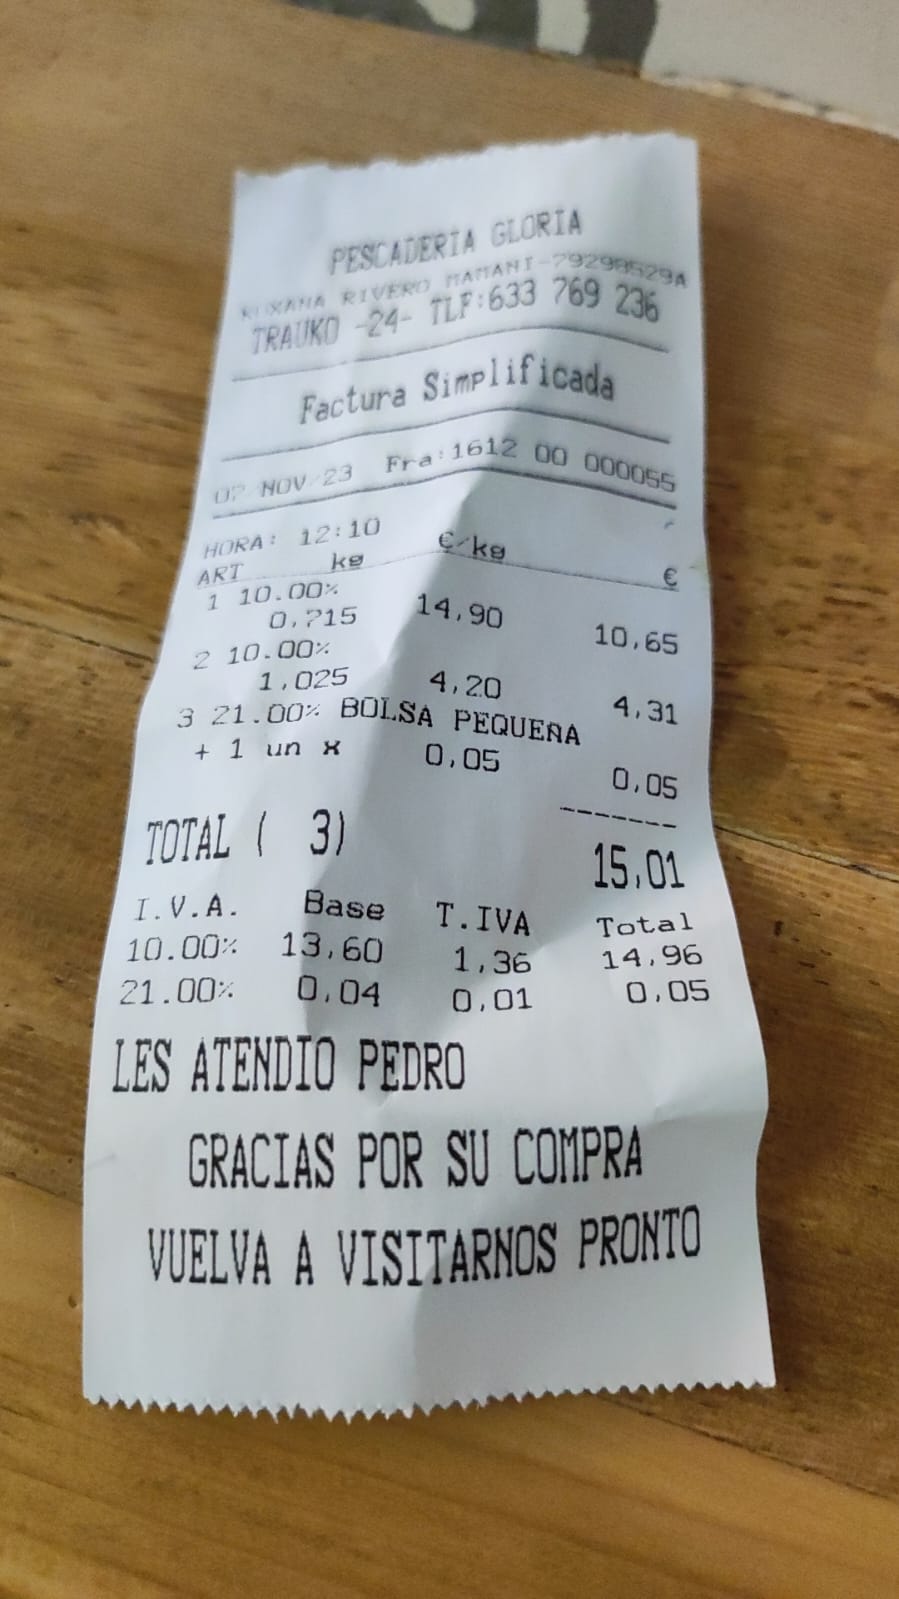 PESCADERIA GLORIA
RIVERO MAMANI
TRAUKO -24- TLF:633 769 236
Factura Simplificada
NOV 23 Fra:1612 00 000055
HORA: 12:10
ART kg €/kg €
1 10.00%
0,715 14,90 10,65
2 10.00%
1,025 4,20 4,31
3 21.00% BOLSA PEQUEÑA
+ 1 un x 0,05 0,05
TOTAL ( 3) 15,01
I.V.A. Base T.IVA Total
10.00% 13,60 1,36 14,96
21.00% 0,04 0,01 0,05
LES ATENDIO PEDRO
GRACIAS POR SU COMPRA
VUELVA A VISITARNOS PRONTO